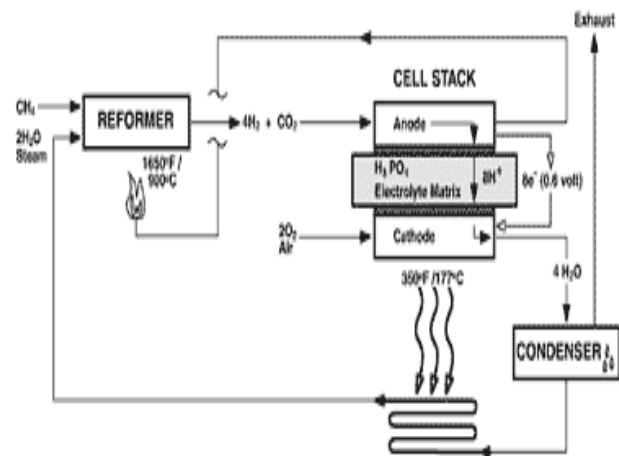 Exhaust
CELL STACK
CH₄
REFORMER
4H₂ + CO₂
Anode
2H₂O
Steam
1650°F /
900°C
H₃ PO₄
Electrolyte Matrix
8H⁺
8e⁻ (0.6 volt)
2O₂
Air
Cathode
350°F/177°C
4 H₂O
CONDENSER